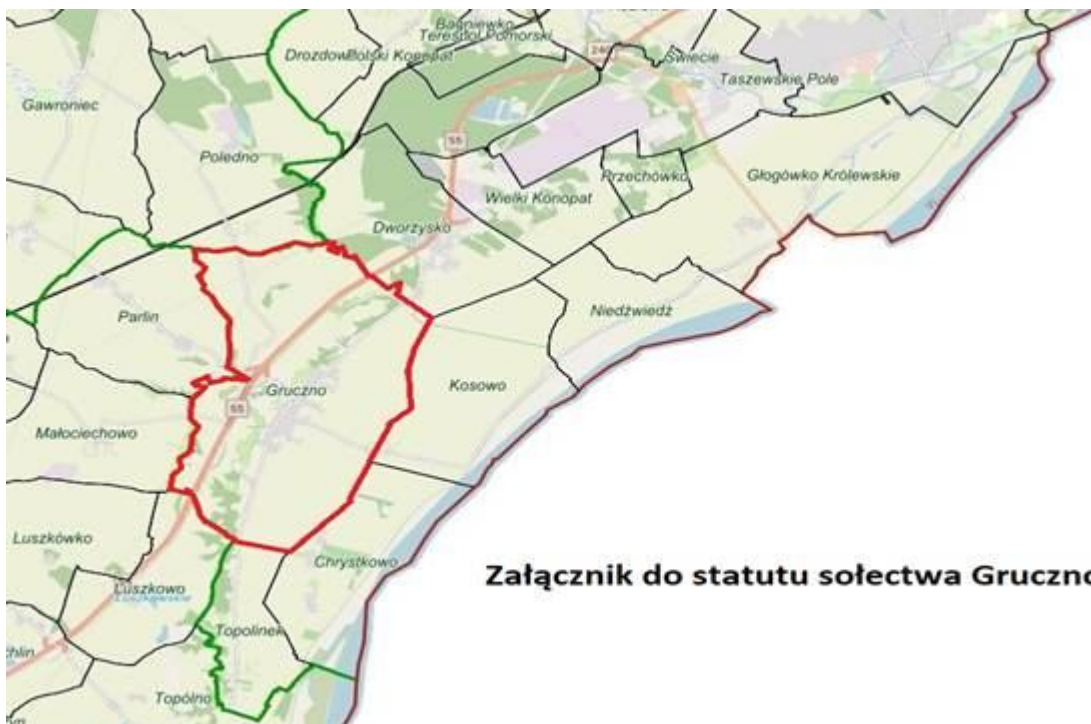 Bagniewko
Terespol Pomorski
Drozdowo
Polski Konopat
240
Świecie
Taszewskie Pole
Gawroniec
55
Poledno
Przechówko
Głogówko Królewskie
Wielki Konopat
Dworzysko
Niedźwiedź
Parlin
Gruczno
Kosowo
55
Małociechowo
Luszkówko
Chrystkowo
Załącznik do statutu sołectwa Gruczno
Luszkowo
Topolinek
Topólno